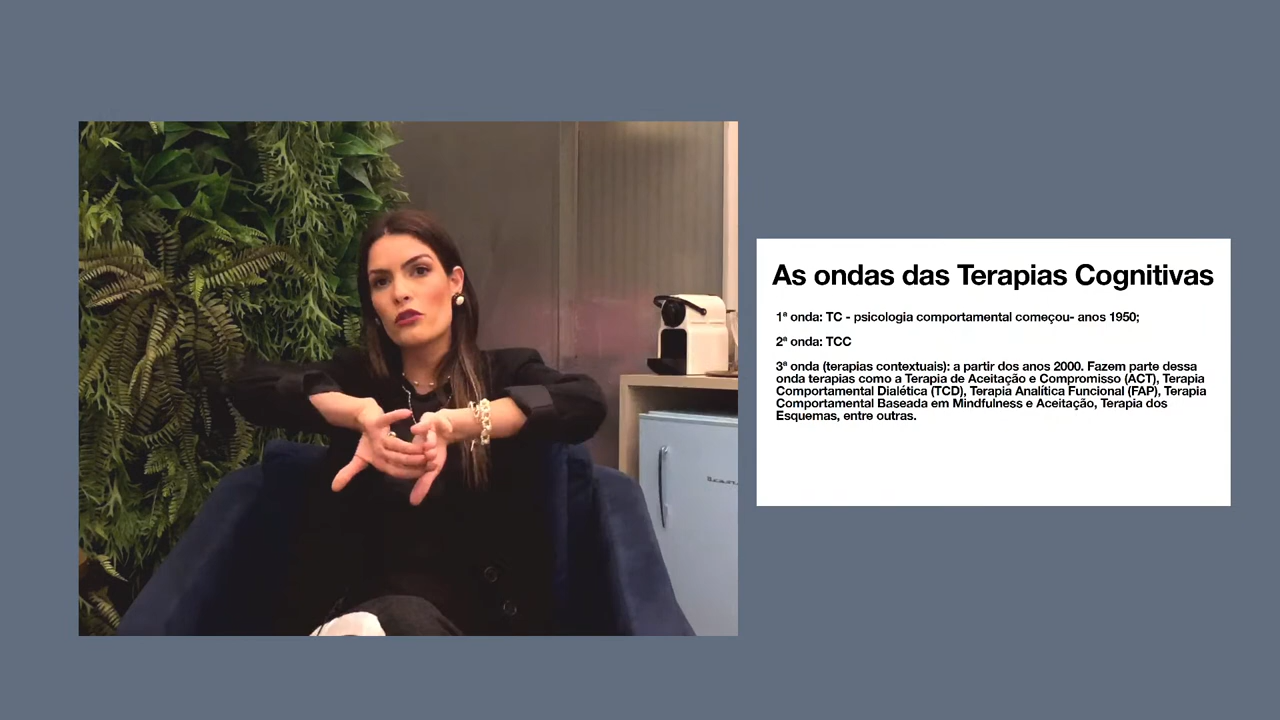 As ondas das Terapias Cognitivas
1ª onda: TC - psicologia comportamental começou- anos 1950;
2ª onda: TCC
3ª onda (terapias contextuais): a partir dos anos 2000. Fazem parte dessa
onda terapias como a Terapia de Aceitação e Compromisso (ACT), Terapia
Comportamental Dialética (TCD), Terapia Analítica Funcional (FAP), Terapia
Comportamental Baseada em Mindfulness e Aceitação, Terapia dos
Esquemas, entre outras.